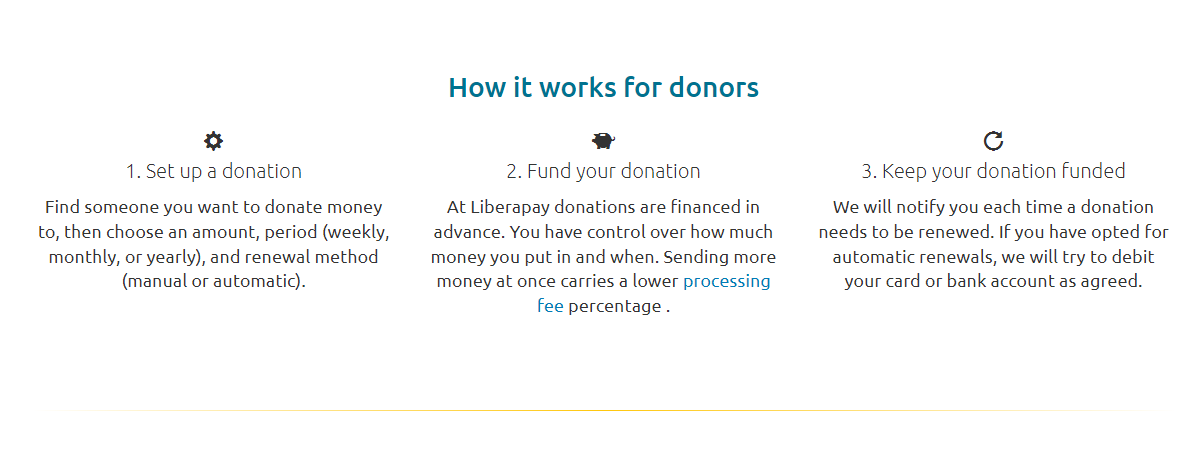 How it works for donors
1. Set up a donation
Find someone you want to donate money
to, then choose an amount, period (weekly,
monthly, or yearly), and renewal method
(manual or automatic).
2. Fund your donation
At Liberapay donations are financed in
advance. You have control over how much
money you put in and when. Sending more
money at once carries a lower processing
fee percentage .
3. Keep your donation funded
We will notify you each time a donation
needs to be renewed. If you have opted for
automatic renewals, we will try to debit
your card or bank account as agreed.